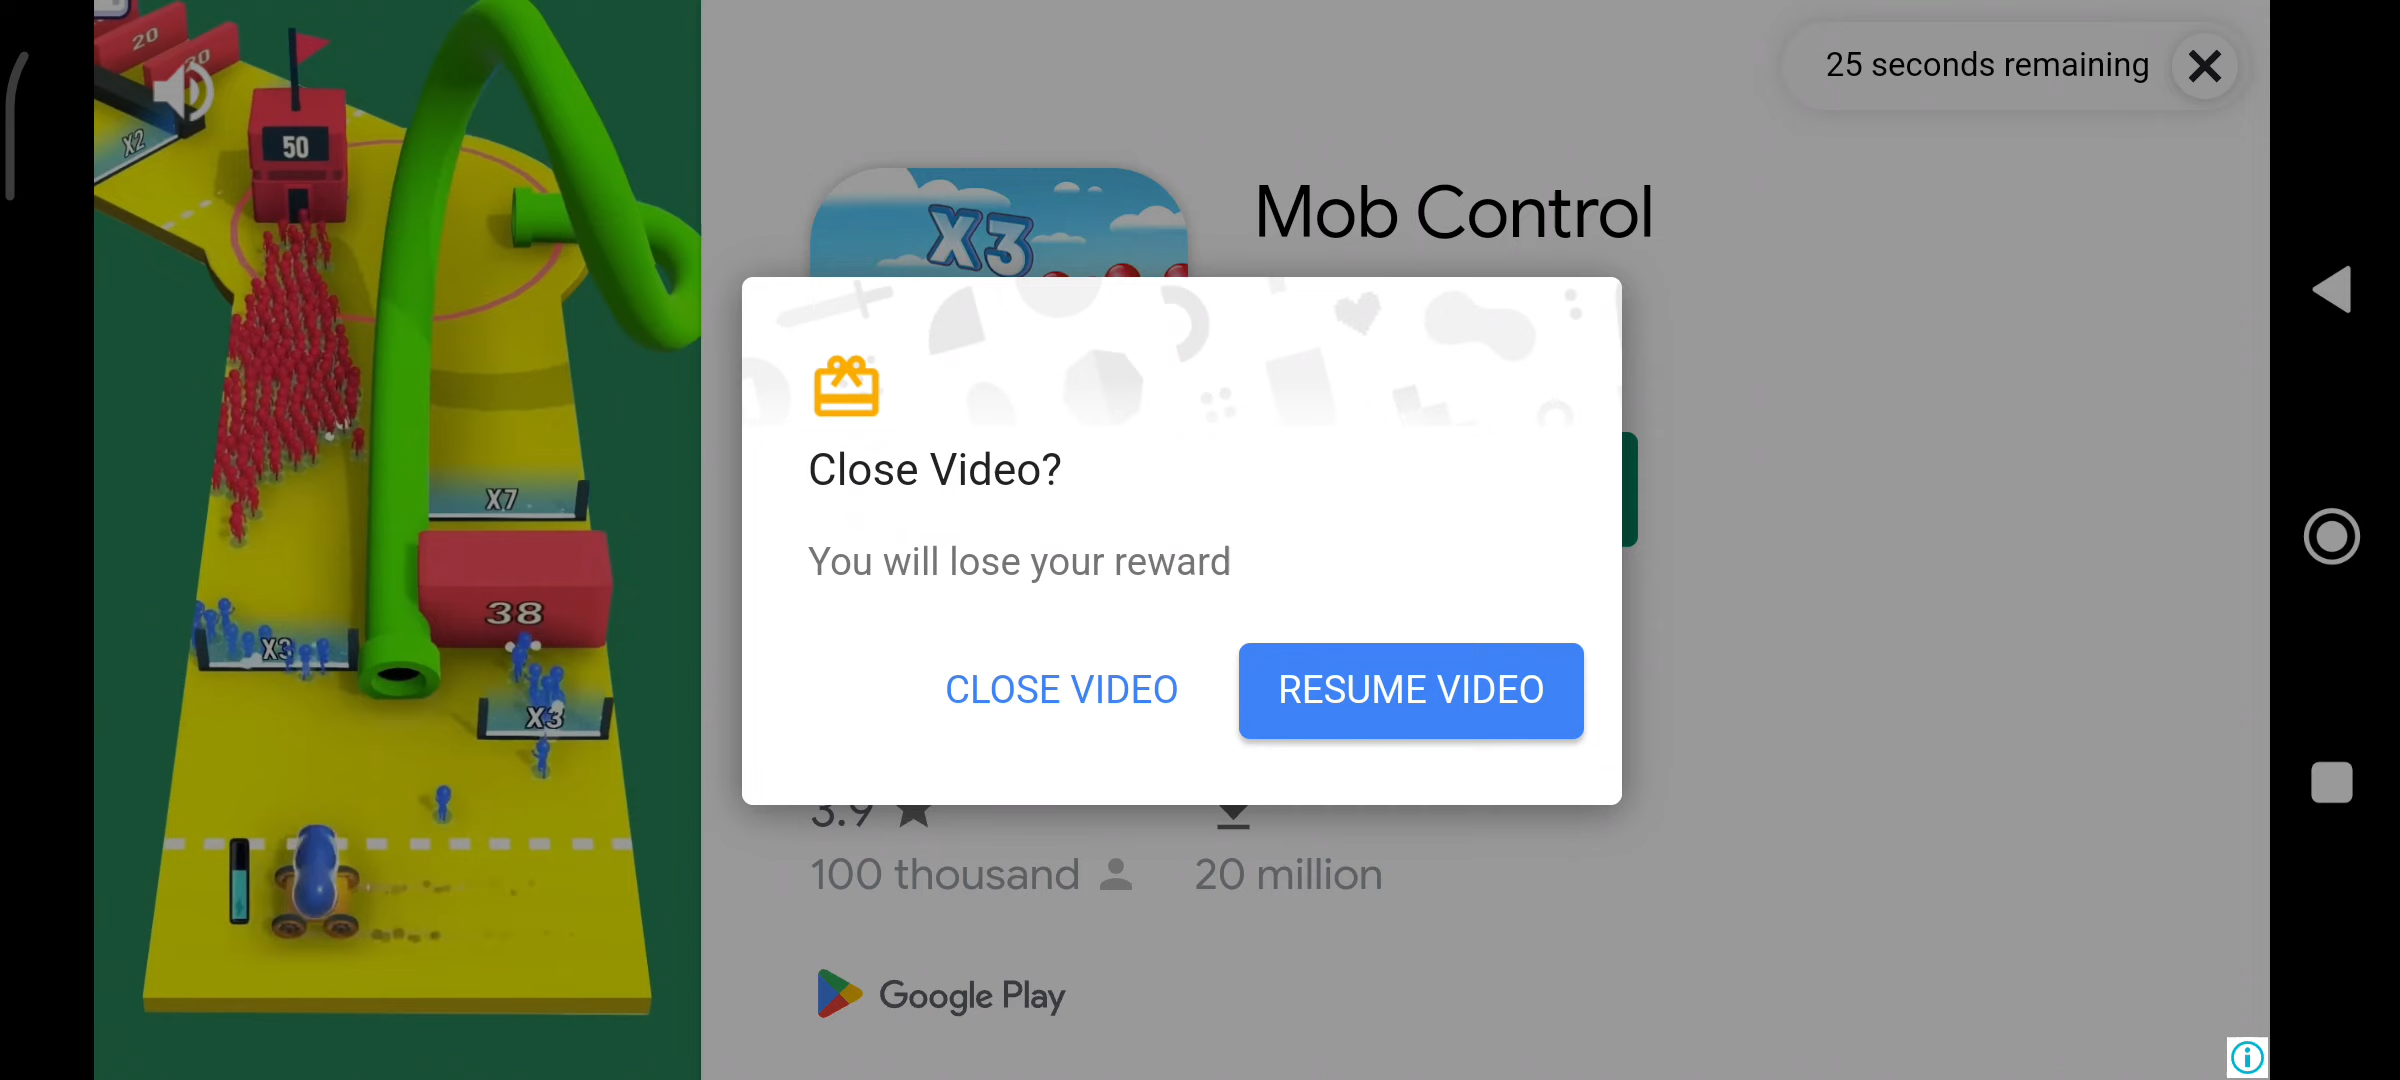 20
20
X2
50
X7
38
X3
X3
25 seconds remaining
X3
Mob Control
Close Video?
You will lose your reward
CLOSE VIDEO
RESUME VIDEO
3.9
100 thousand
20 million
Google Play